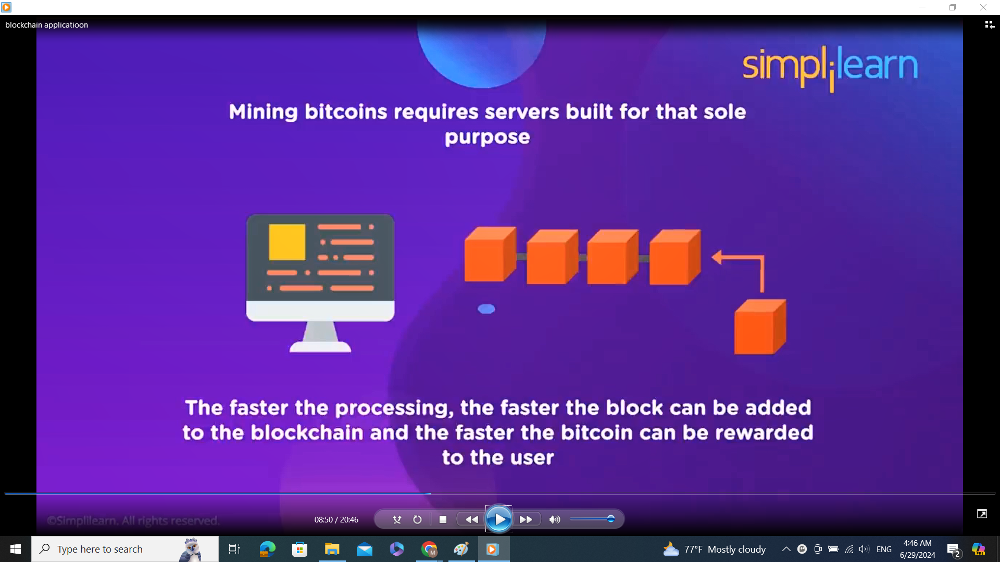 blockchain applicatioon
simplilearn
Mining bitcoins requires servers built for that sole
purpose
The faster the processing, the faster the block can be added
to the blockchain and the faster the bitcoin can be rewarded
to the user
©Simplilearn. All rights reserved.
08:50 / 20:46
Type here to search
M
77°F Mostly cloudy
ENG
4:46 AM
6/29/2024
2
PRE